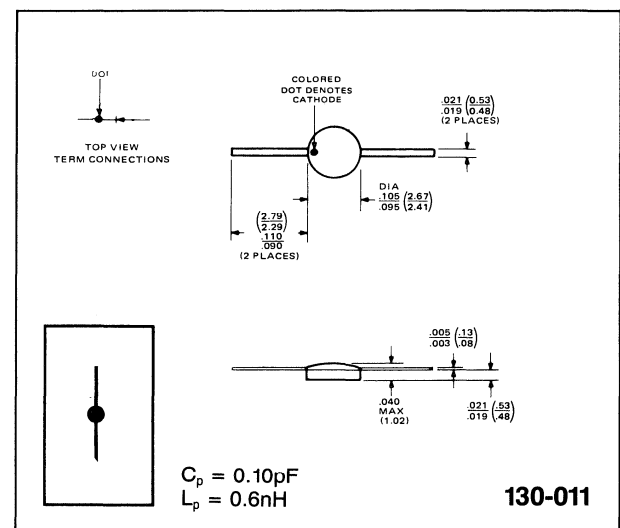 DOT
TOP VIEW
TERM CONNECTIONS
COLORED
DOT DENOTES
CATHODE
.021 (0.53)
.019 (0.48)
(2 PLACES)
DIA
.105 (2.67)
.095 (2.41)
(2.79)
(2.29)
.110
.090
(2 PLACES)
.005 (.13)
.003 (.08)
.040
MAX
(1.02)
.021 (.53)
.019 (.48)
Cp = 0.10pF
Lp = 0.6nH
130-011